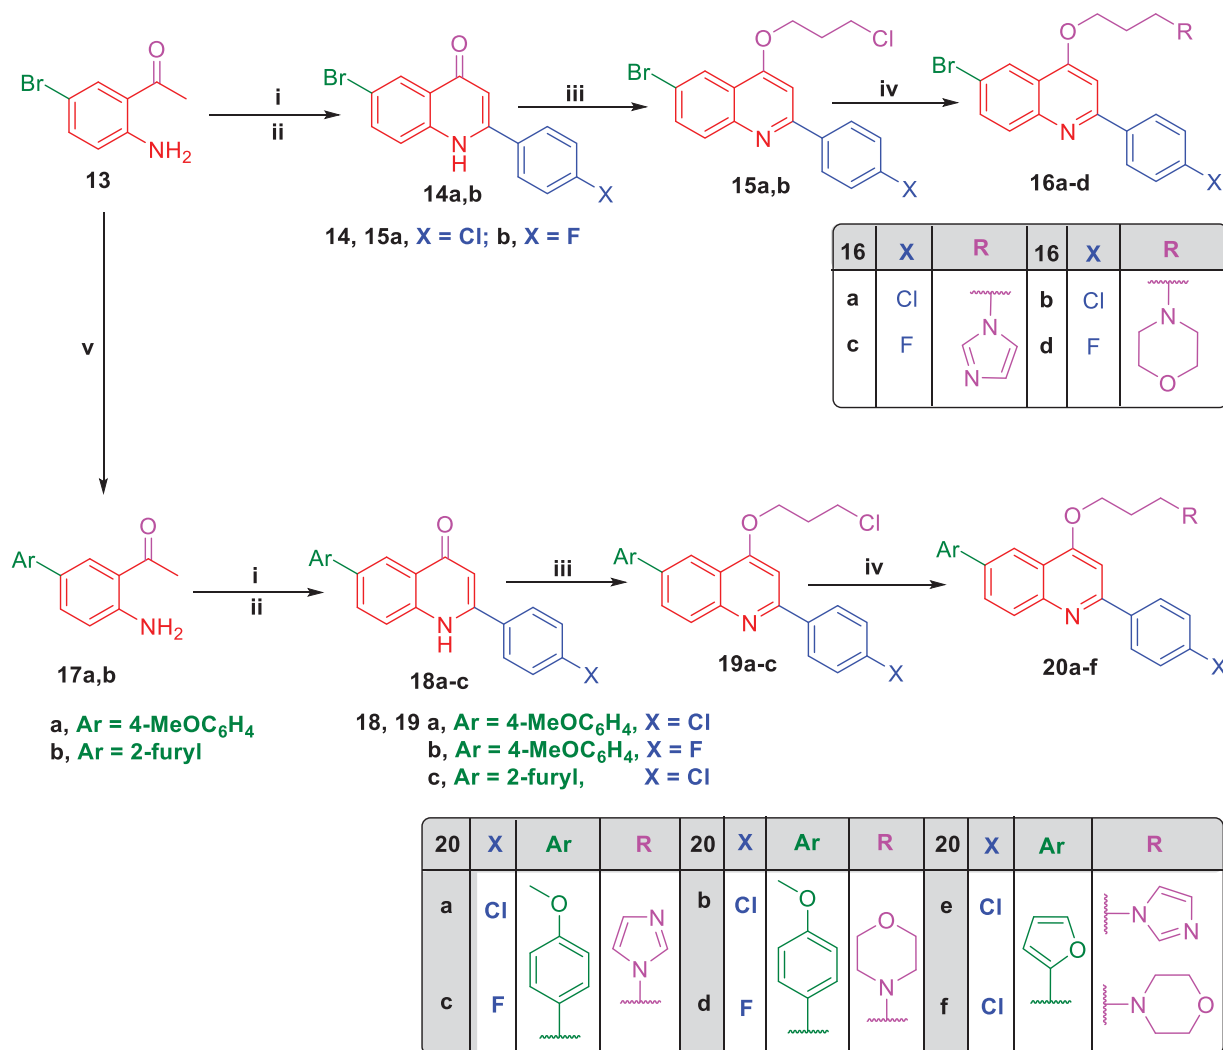 O
Br
NH2
13
i
ii
O
Br
N
H
X
14a,b
iii
O
Cl
Br
N
X
15a,b
iv
O
R
Br
N
X
16a-d
14, 15a, X = Cl; b, X = F
16 X R 16 X R
a Cl N N b Cl N O
c F d F
v
O
Ar
NH2
17a,b
a, Ar = 4-MeOC6H4
b, Ar = 2-furyl
i
ii
O
Ar
N
H
X
18a-c
iii
O
Cl
Ar
N
X
19a-c
iv
O
R
Ar
N
X
20a-f
18, 19 a, Ar = 4-MeOC6H4, X = Cl
b, Ar = 4-MeOC6H4, X = F
c, Ar = 2-furyl, X = Cl
20 X Ar R 20 X Ar R 20 X Ar R
a Cl O N N b Cl O O N e Cl O N N
c F d F f Cl N O